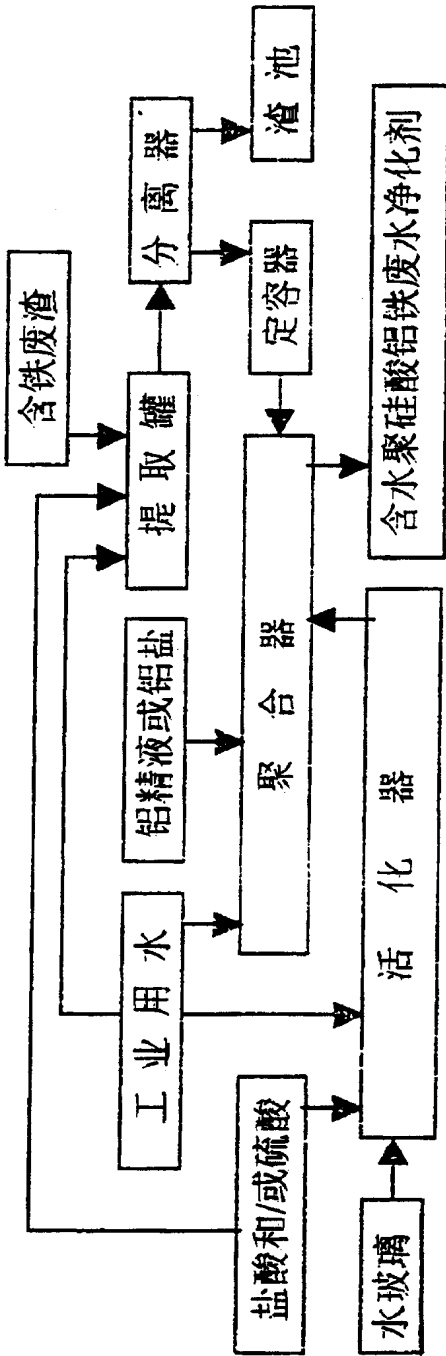 含铁废渣
提取罐
分离器
渣池
定容器
铝精液或铝盐
工业用水
聚合器
盐酸和/或硫酸
水玻璃
活化器
含水聚硅酸铝铁废水净化剂